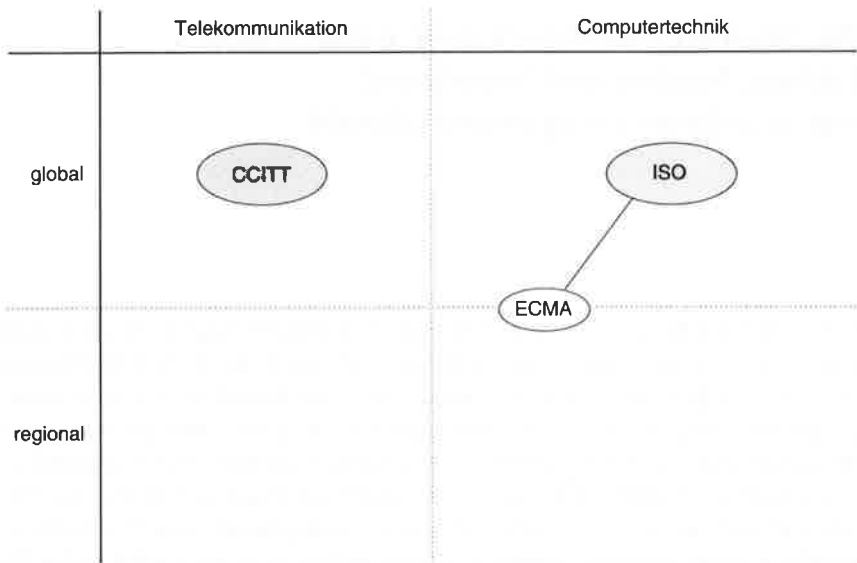 Telekommunikation Computertechnik
global CCITT ISO
ECMA
regional